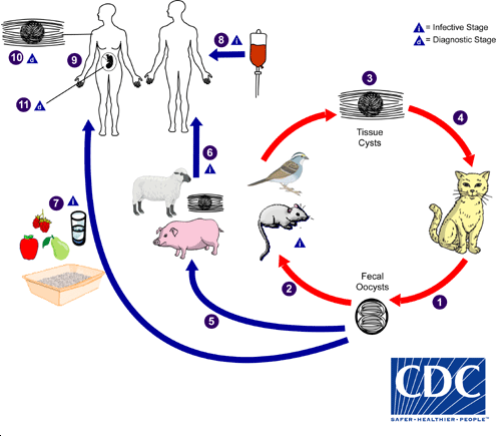 i = Infective Stage
d = Diagnostic Stage
8 i
10 d
9
3
11 d
4
Tissue
Cysts
6
i
7 i
i
Fecal
Oocysts
2
1
5
CDC
SAFER·HEALTHIER·PEOPLE™